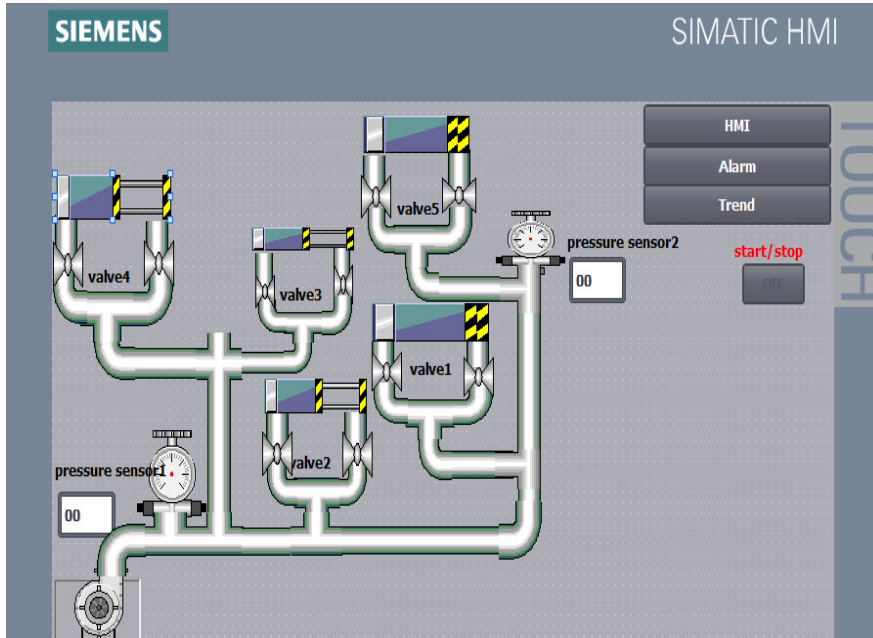 SIEMENS
SIMATIC HMI
TOUCH
HMI
Alarm
Trend
valve5
pressure sensor2
start/stop
00
OFF
valve4
valve3
valve1
valve2
pressure sensor1
00